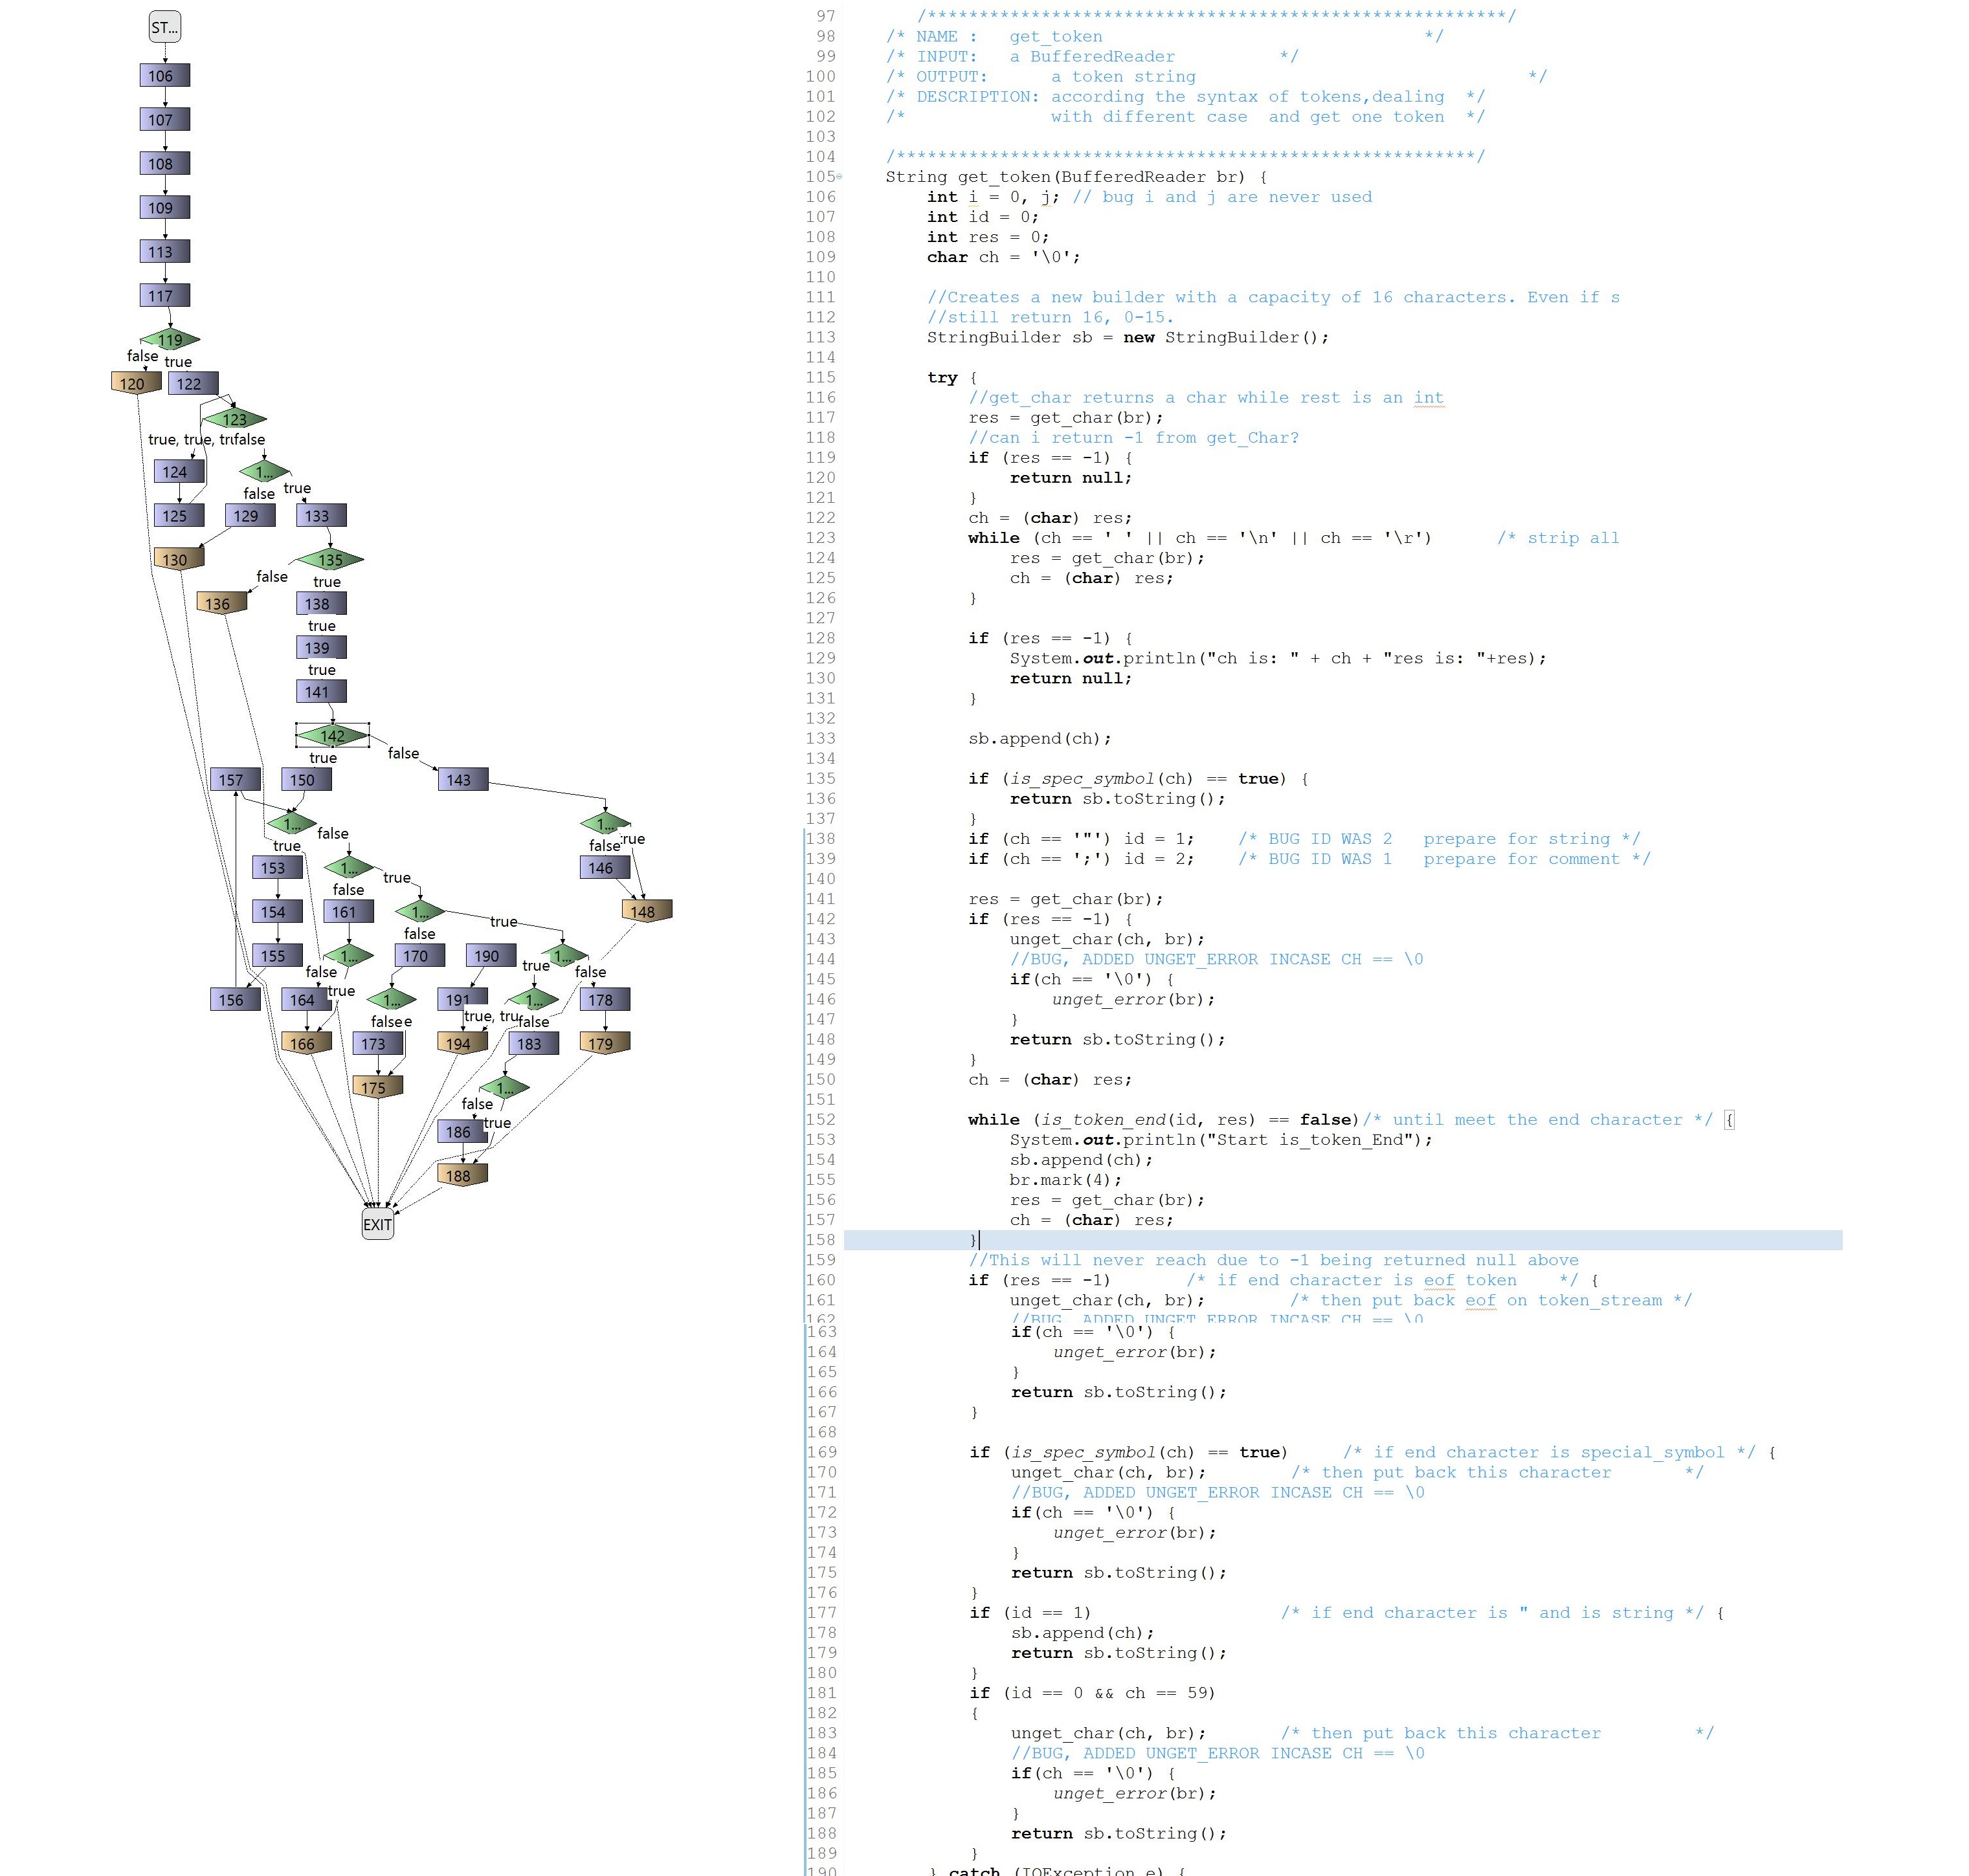 ST...
106
107
108
109
113
117
119
false
true
120
122
123
true, true, tr
false
124
1...
false
true
125
129
133
130
135
false
true
136
138
true
139
true
141
142
true
false
157
150
143
1...
1...
false
true
true
false
153
1...
146
true
false
154
161
1...
148
true
false
155
1...
170
190
1...
false
true
true
false
156
164
1...
191
1...
178
false
true, tru
false
166
173
194
183
179
175
1...
false
true
186
188
EXIT
97 /********************************************************/
98 /* NAME : get_token */
99 /* INPUT: a BufferedReader */
100 /* OUTPUT: a token string */
101 /* DESCRIPTION: according the syntax of tokens,dealing */
102 /* with different case and get one token */
103
104 /********************************************************/
105 String get_token(BufferedReader br) {
106 int i = 0, j; // bug i and j are never used
107 int id = 0;
108 int res = 0;
109 char ch = '\0';
110
111 //Creates a new builder with a capacity of 16 characters. Even if s
112 //still return 16, 0-15.
113 StringBuilder sb = new StringBuilder();
114
115 try {
116 //get_char returns a char while rest is an int
117 res = get_char(br);
118 //can i return -1 from get_Char?
119 if (res == -1) {
120 return null;
121 }
122 ch = (char) res;
123 while (ch == ' ' || ch == '\n' || ch == '\r') /* strip all
124 res = get_char(br);
125 ch = (char) res;
126 }
127
128 if (res == -1) {
129 System.out.println("ch is: " + ch + "res is: "+res);
130 return null;
131 }
132
133 sb.append(ch);
134
135 if (is_spec_symbol(ch) == true) {
136 return sb.toString();
137 }
138 if (ch == '"') id = 1; /* BUG ID WAS 2 prepare for string */
139 if (ch == ';') id = 2; /* BUG ID WAS 1 prepare for comment */
140
141 res = get_char(br);
142 if (res == -1) {
143 unget_char(ch, br);
144 //BUG, ADDED UNGET_ERROR INCASE CH == \0
145 if(ch == '\0') {
146 unget_error(br);
147 }
148 return sb.toString();
149 }
150 ch = (char) res;
151
152 while (is_token_end(id, res) == false)/* until meet the end character */ {
153 System.out.println("Start is_token_End");
154 sb.append(ch);
155 br.mark(4);
156 res = get_char(br);
157 ch = (char) res;
158 }
159 //This will never reach due to -1 being returned null above
160 if (res == -1) /* if end character is eof token */ {
161 unget_char(ch, br); /* then put back eof on token_stream */
162 //BUG, ADDED UNGET_ERROR INCASE CH == \0
163 if(ch == '\0') {
164 unget_error(br);
165 }
166 return sb.toString();
167 }
168
169 if (is_spec_symbol(ch) == true) /* if end character is special_symbol */ {
170 unget_char(ch, br); /* then put back this character */
171 //BUG, ADDED UNGET_ERROR INCASE CH == \0
172 if(ch == '\0') {
173 unget_error(br);
174 }
175 return sb.toString();
176 }
177 if (id == 1) /* if end character is " and is string */ {
178 sb.append(ch);
179 return sb.toString();
180 }
181 if (id == 0 && ch == 59)
182 {
183 unget_char(ch, br); /* then put back this character */
184 //BUG, ADDED UNGET_ERROR INCASE CH == \0
185 if(ch == '\0') {
186 unget_error(br);
187 }
188 return sb.toString();
189 }
190 } catch (IOException e) {